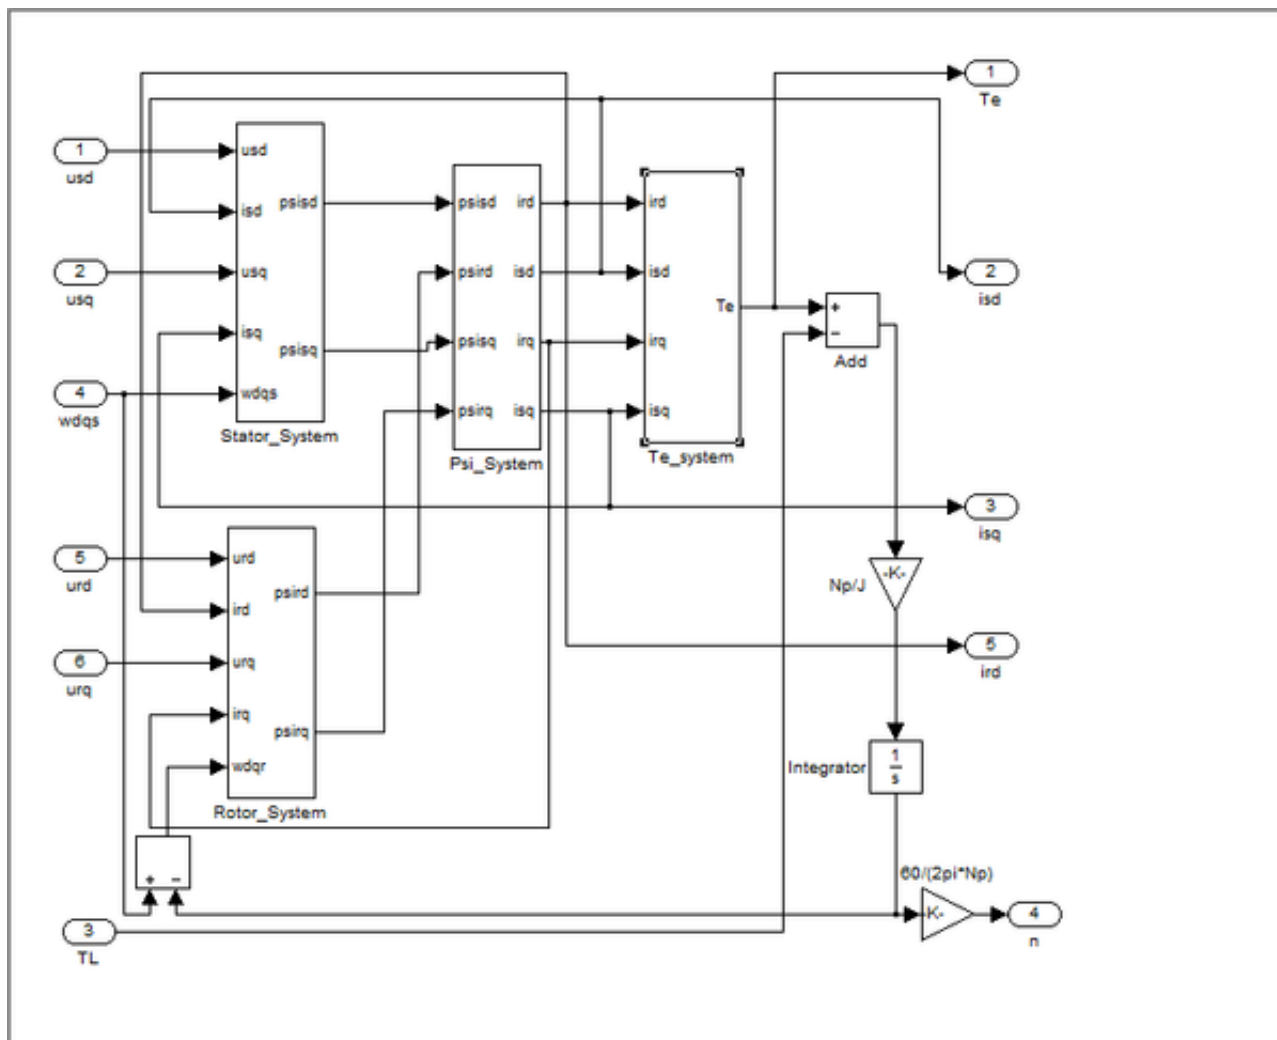 1
Te
usd
1
usd
isd
psisd
psisd
ird
ird
2
usq
usq
psird
isd
isd
2
isd
isq
psisq
psisq
irq
irq
Te
+
−
Add
4
wdqs
wdqs
Stator_System
psirq
isq
isq
Psi_System
Te_system
3
isq
5
urd
urd
psird
ird
Np/J
-K-
6
urq
urq
5
ird
irq
psirq
wdqr
Rotor_System
Integrator
1
s
+ −
60/(2pi*Np)
-K-
4
n
3
TL